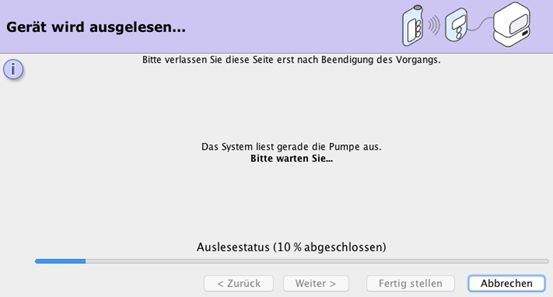 Gerät wird ausgelesen...
Bitte verlassen Sie diese Seite erst nach Beendigung des Vorgangs.
Das System liest gerade die Pumpe aus.
Bitte warten Sie...
Auslesestatus (10 % abgeschlossen)
< Zurück Weiter > Fertig stellen Abbrechen